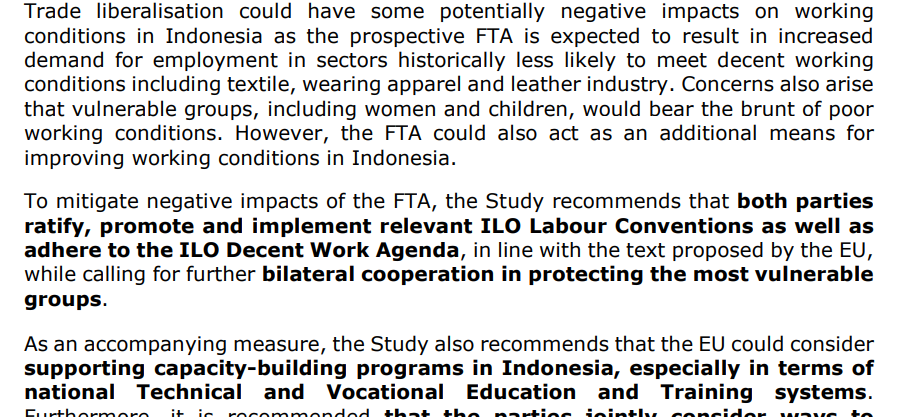 Trade liberalisation could have some potentially negative impacts on working
conditions in Indonesia as the prospective FTA is expected to result in increased
demand for employment in sectors historically less likely to meet decent working
conditions including textile, wearing apparel and leather industry. Concerns also arise
that vulnerable groups, including women and children, would bear the brunt of poor
working conditions. However, the FTA could also act as an additional means for
improving working conditions in Indonesia.
To mitigate negative impacts of the FTA, the Study recommends that both parties
ratify, promote and implement relevant ILO Labour Conventions as well as
adhere to the ILO Decent Work Agenda, in line with the text proposed by the EU,
while calling for further bilateral cooperation in protecting the most vulnerable
groups.
As an accompanying measure, the Study also recommends that the EU could consider
supporting capacity-building programs in Indonesia, especially in terms of
national Technical and Vocational Education and Training systems.
Furthermore, it is recommended that the parties jointly consider ways to